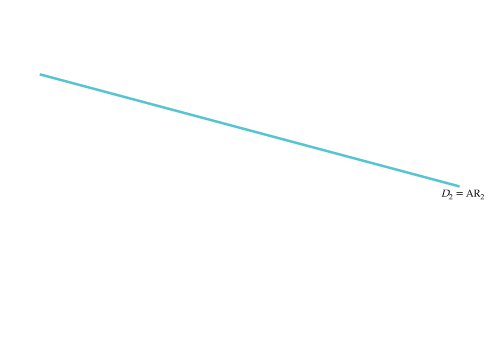 D₂ = AR₂